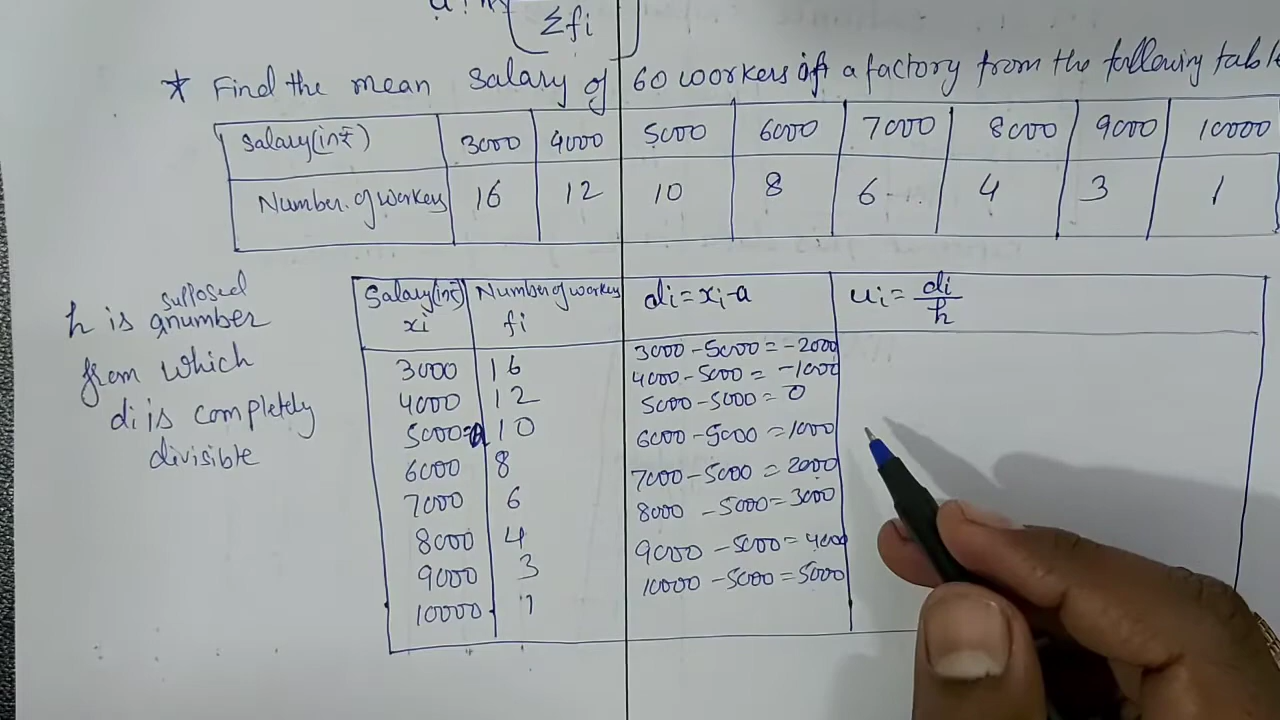 Σfi
* Find the mean salary of 60 workers of a factory from the following table
Salary(in₹) 3000 4000 5000 6000 7000 8000 9000 10000
Number of workers 16 12 10 8 6 4 3 1
h is a supposed number
from which
di is completely
divisible
Salary(in₹) xi Number of workers fi di = xi - a ui = di/h
3000 16 3000 - 5000 = -2000
4000 12 4000 - 5000 = -1000
5000 = a 10 5000 - 5000 = 0
6000 8 6000 - 5000 = 1000
7000 6 7000 - 5000 = 2000
8000 4 8000 - 5000 = 3000
9000 3 9000 - 5000 = 4000
10000 1 10000 - 5000 = 5000